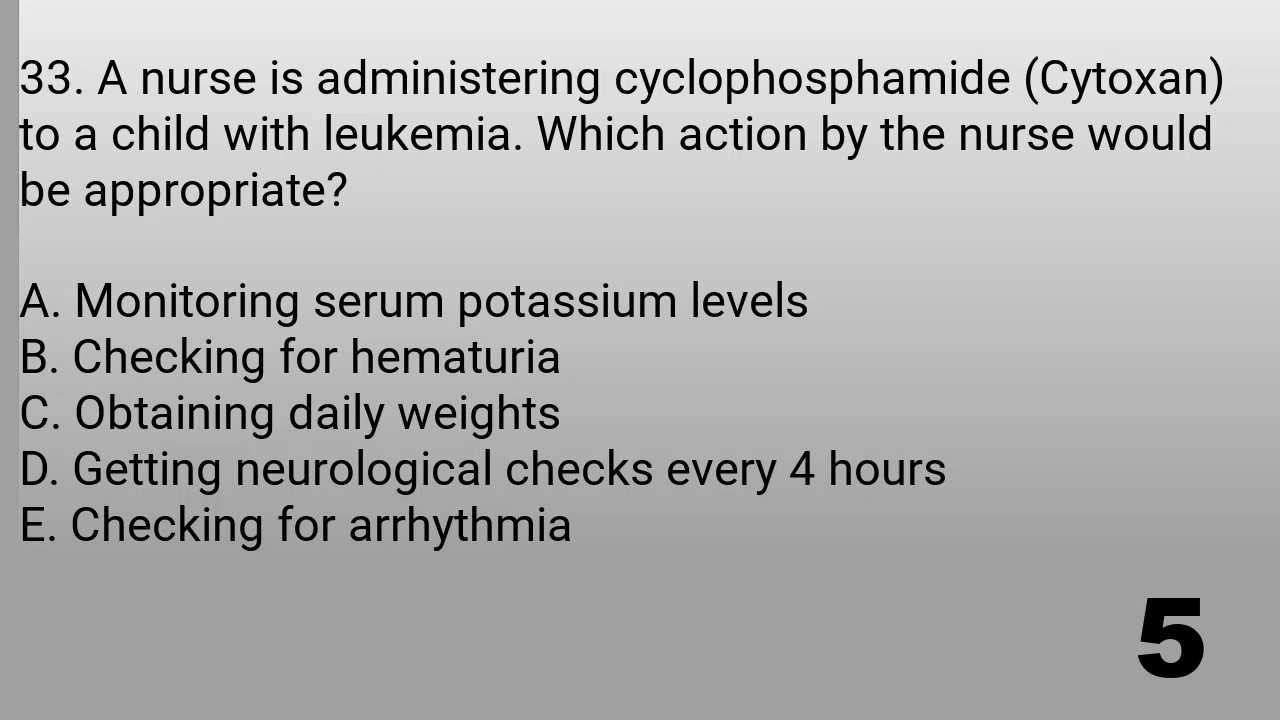 33. A nurse is administering cyclophosphamide (Cytoxan)
to a child with leukemia. Which action by the nurse would
be appropriate?
A. Monitoring serum potassium levels
B. Checking for hematuria
C. Obtaining daily weights
D. Getting neurological checks every 4 hours
E. Checking for arrhythmia
5